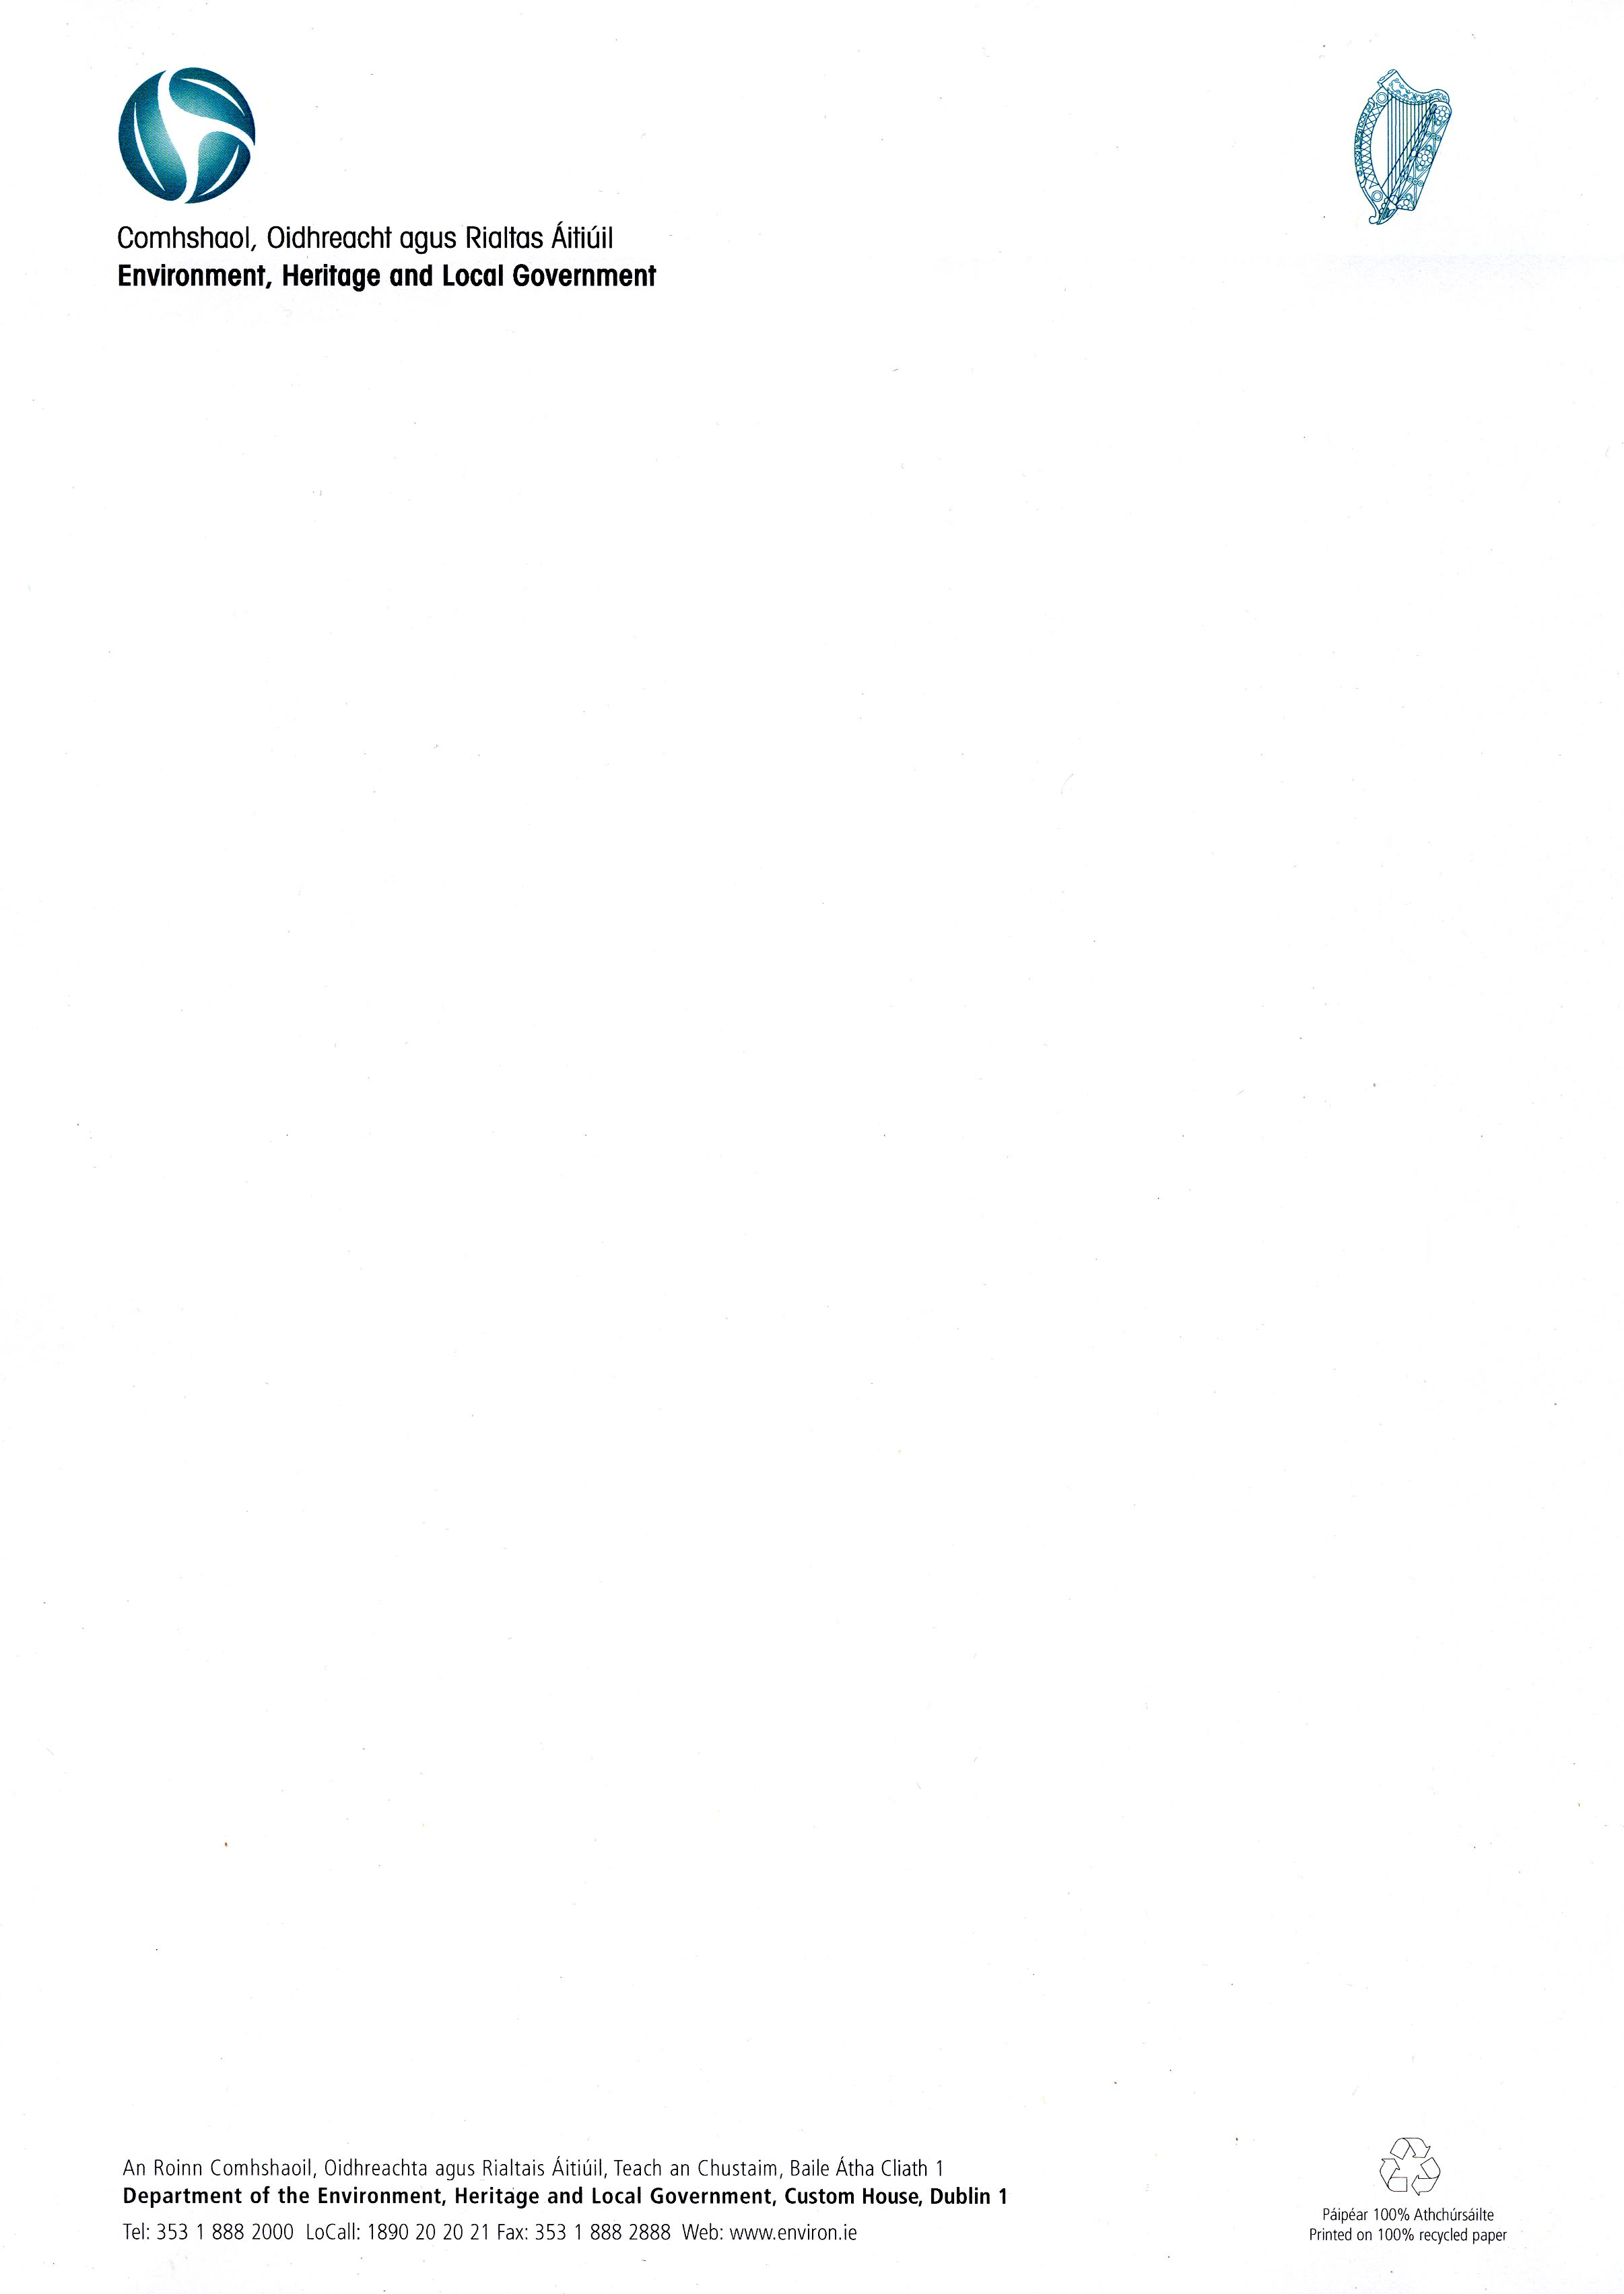 Comhshaol, Oidhreacht agus Rialtas Áitiúil
Environment, Heritage and Local Government
An Roinn Comhshaoil, Oidhreachta agus Rialtais Áitiúil, Teach an Chustaim, Baile Átha Cliath 1
Department of the Environment, Heritage and Local Government, Custom House, Dublin 1
Tel: 353 1 888 2000 LoCall: 1890 20 20 21 Fax: 353 1 888 2888 Web: www.environ.ie
Páipéar 100% Athchúrsáilte
Printed on 100% recycled paper